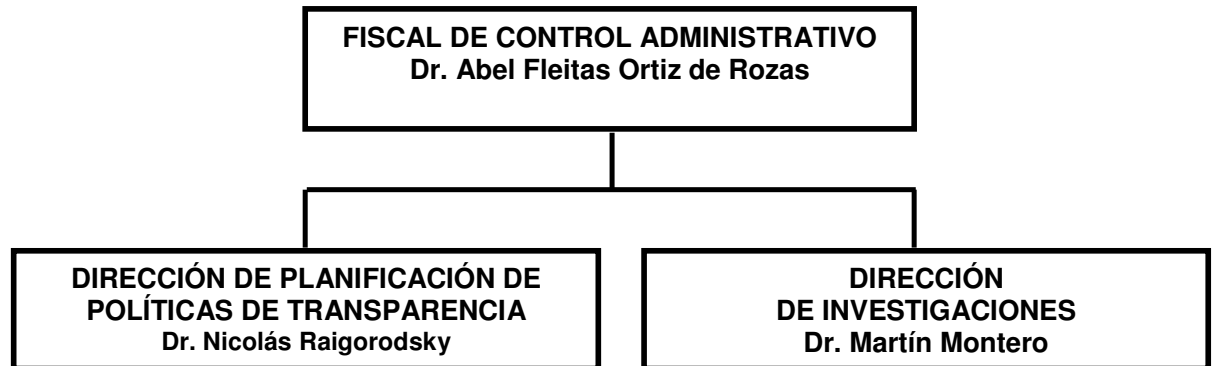 FISCAL DE CONTROL ADMINISTRATIVO
Dr. Abel Fleitas Ortiz de Rozas
DIRECCIÓN DE PLANIFICACIÓN DE
POLÍTICAS DE TRANSPARENCIA
Dr. Nicolás Raigorodsky
DIRECCIÓN
DE INVESTIGACIONES
Dr. Martín Montero